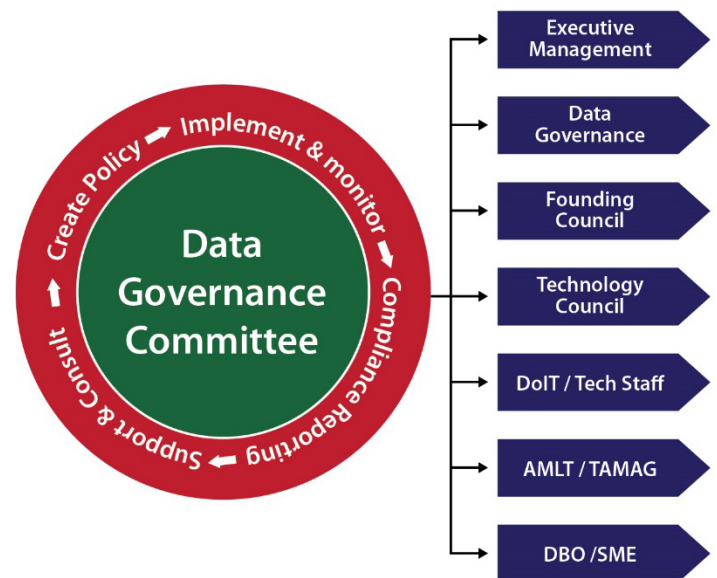 Create Policy
Implement & monitor
Compliance Reporting
Support & Consult
Data
Governance
Committee
Executive
Management
Data
Governance
Founding
Council
Technology
Council
DoIT / Tech Staff
AMLT / TAMAG
DBO /SME